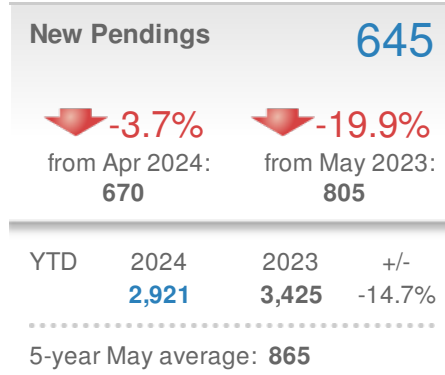 New Pendings 645
-3.7% -19.9%
from Apr 2024: from May 2023:
670 805
YTD 2024 2023 +/-
2,921 3,425 -14.7%
5-year May average: 865